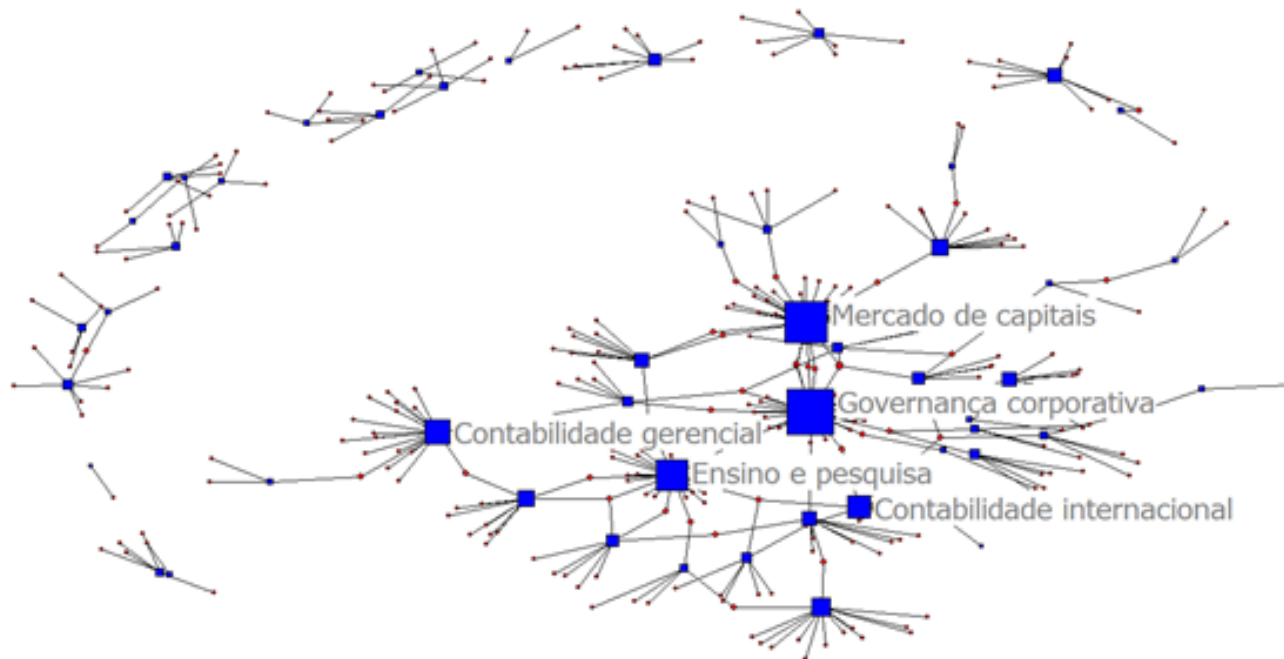 Mercado de capitais
Governança corporativa
Contabilidade gerencial
Ensino e pesquisa
Contabilidade internacional